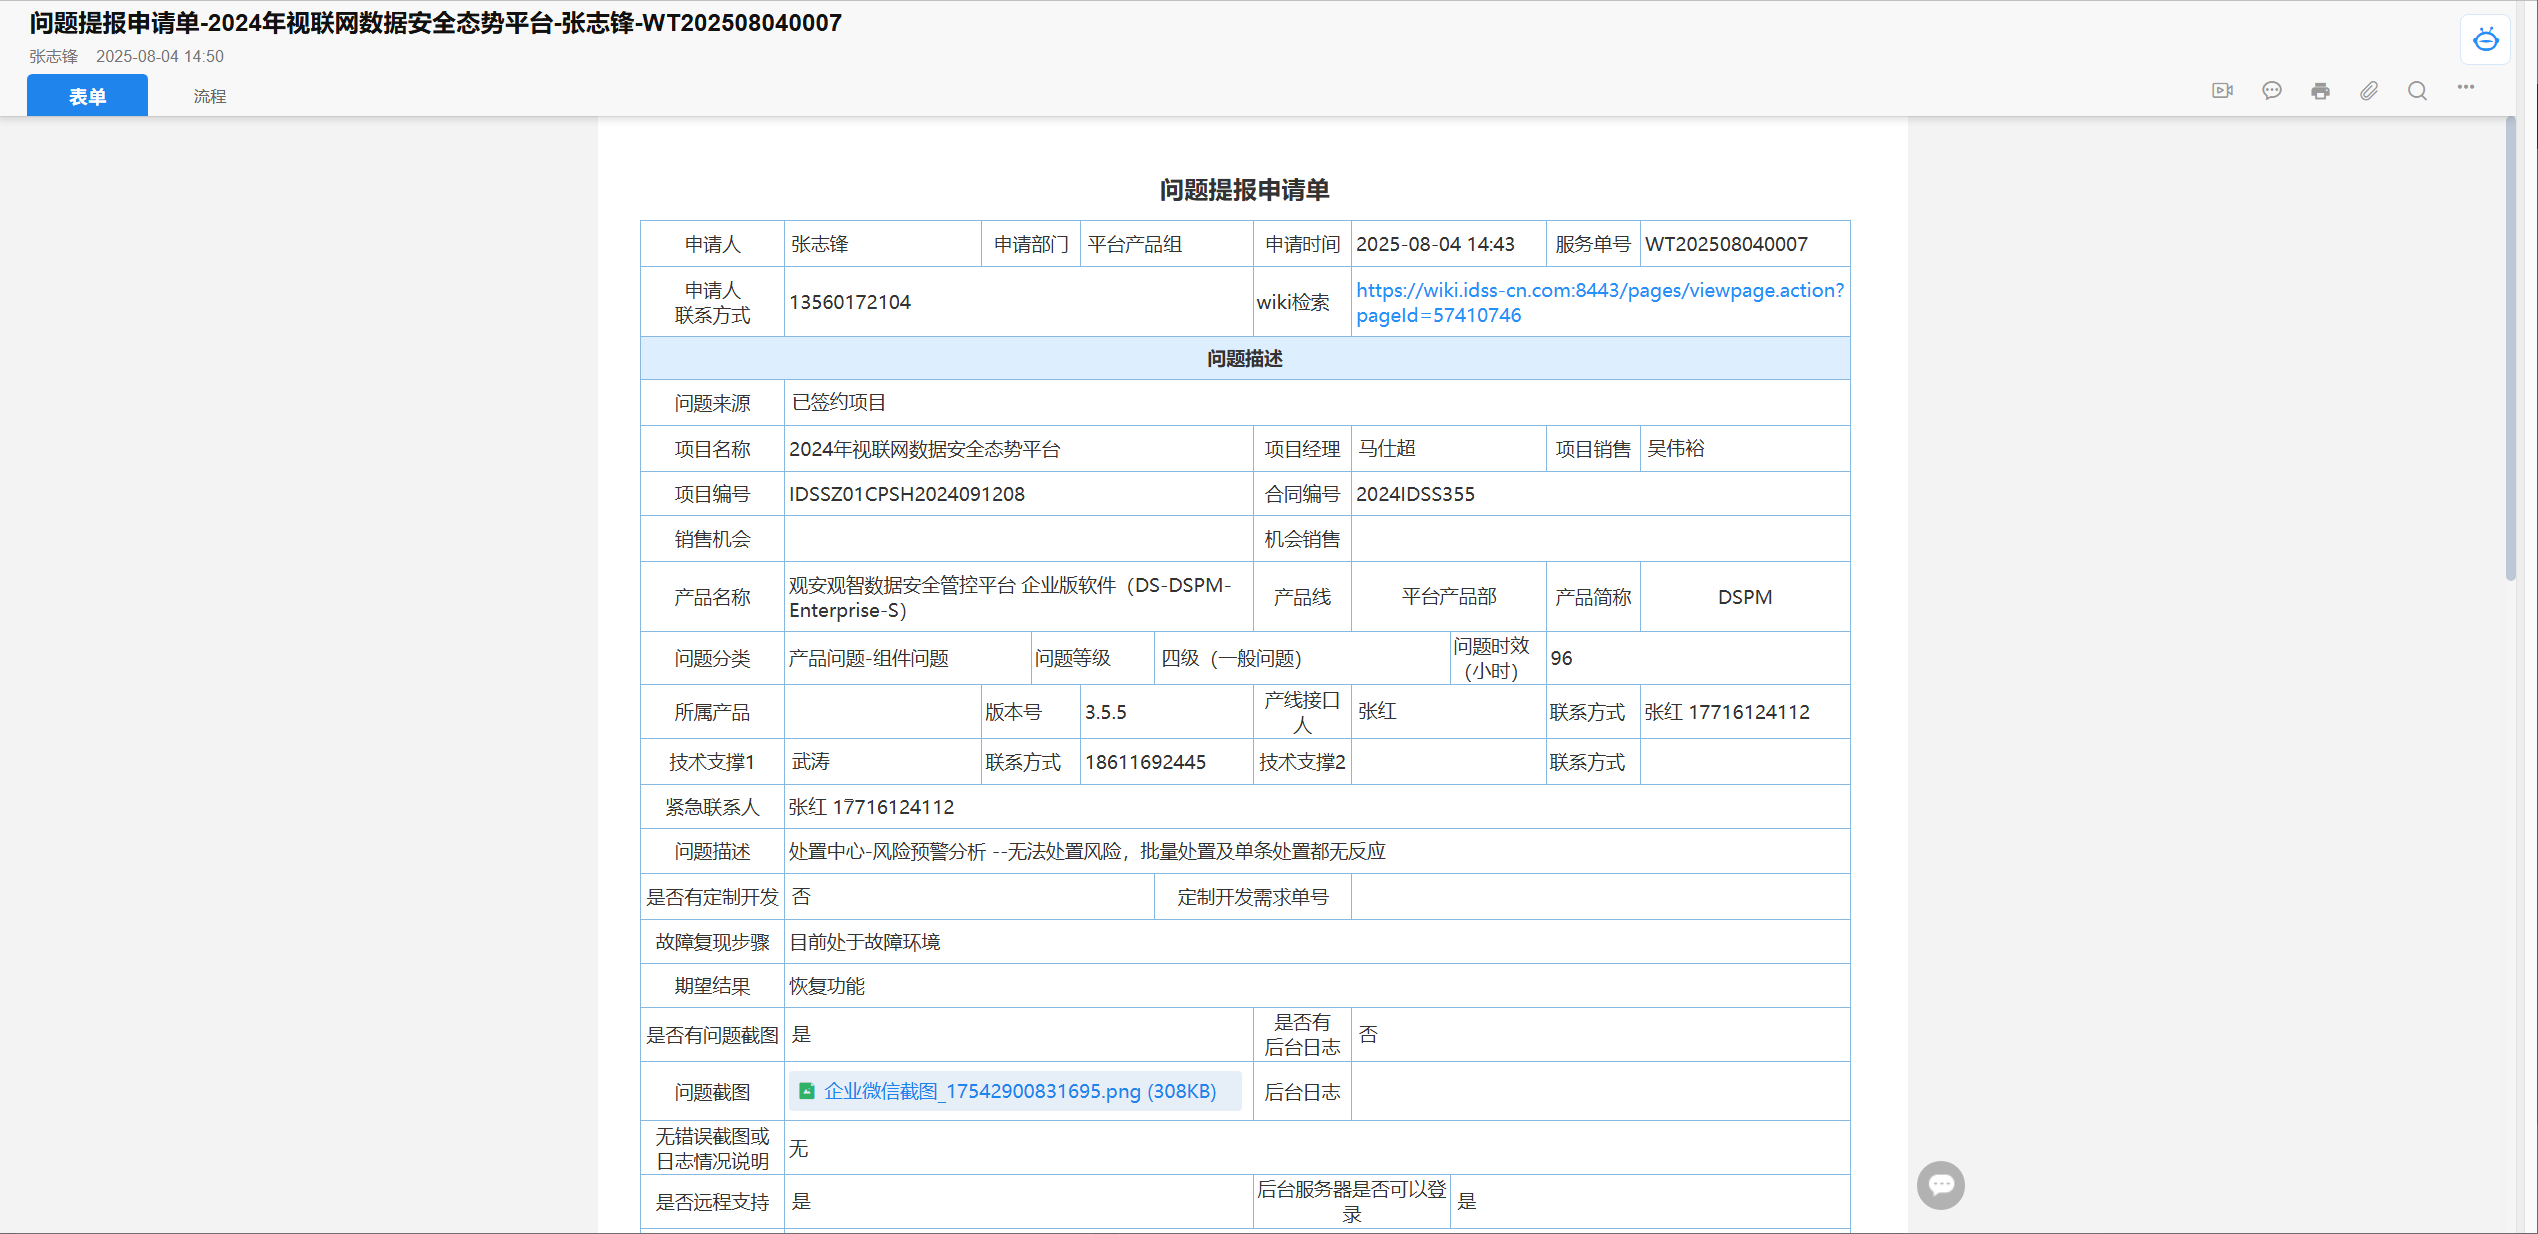 问题提报申请单-2024年视联网数据安全态势平台-张志锋-WT202508040007
张志锋 2025-08-04 14:50
表单 流程
问题提报申请单
申请人 张志锋 申请部门 平台产品组 申请时间 2025-08-04 14:43 服务单号 WT202508040007
申请人
联系方式 13560172104 wiki检索 https://wiki.idss-cn.com:8443/pages/viewpage.action?
pageId=57410746
问题描述
问题来源 已签约项目
项目名称 2024年视联网数据安全态势平台 项目经理 马仕超 项目销售 吴伟裕
项目编号 IDSSZ01CPSH2024091208 合同编号 2024IDSS355
销售机会 机会销售
产品名称 观安观智数据安全管控平台 企业版软件（DS-DSPM-
Enterprise-S） 产品线 平台产品部 产品简称 DSPM
问题分类 产品问题-组件问题 问题等级 四级（一般问题） 问题时效
（小时） 96
所属产品 版本号 3.5.5 产线接口
人 张红 联系方式 张红 17716124112
技术支撑1 武涛 联系方式 18611692445 技术支撑2 联系方式
紧急联系人 张红 17716124112
问题描述 处置中心-风险预警分析 --无法处置风险，批量处置及单条处置都无反应
是否有定制开发 否 定制开发需求单号
故障复现步骤 目前处于故障环境
期望结果 恢复功能
是否有问题截图 是 是否有
后台日志 否
问题截图 企业微信截图_17542900831695.png (308KB) 后台日志
无错误截图或
日志情况说明 无
是否远程支持 是 后台服务器是否可以登
录 是